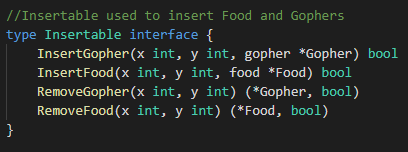 //Insertable used to insert Food and Gophers
type Insertable interface {
    InsertGopher(x int, y int, gopher *Gopher) bool
    InsertFood(x int, y int, food *Food) bool
    RemoveGopher(x int, y int) (*Gopher, bool)
    RemoveFood(x int, y int) (*Food, bool)
}